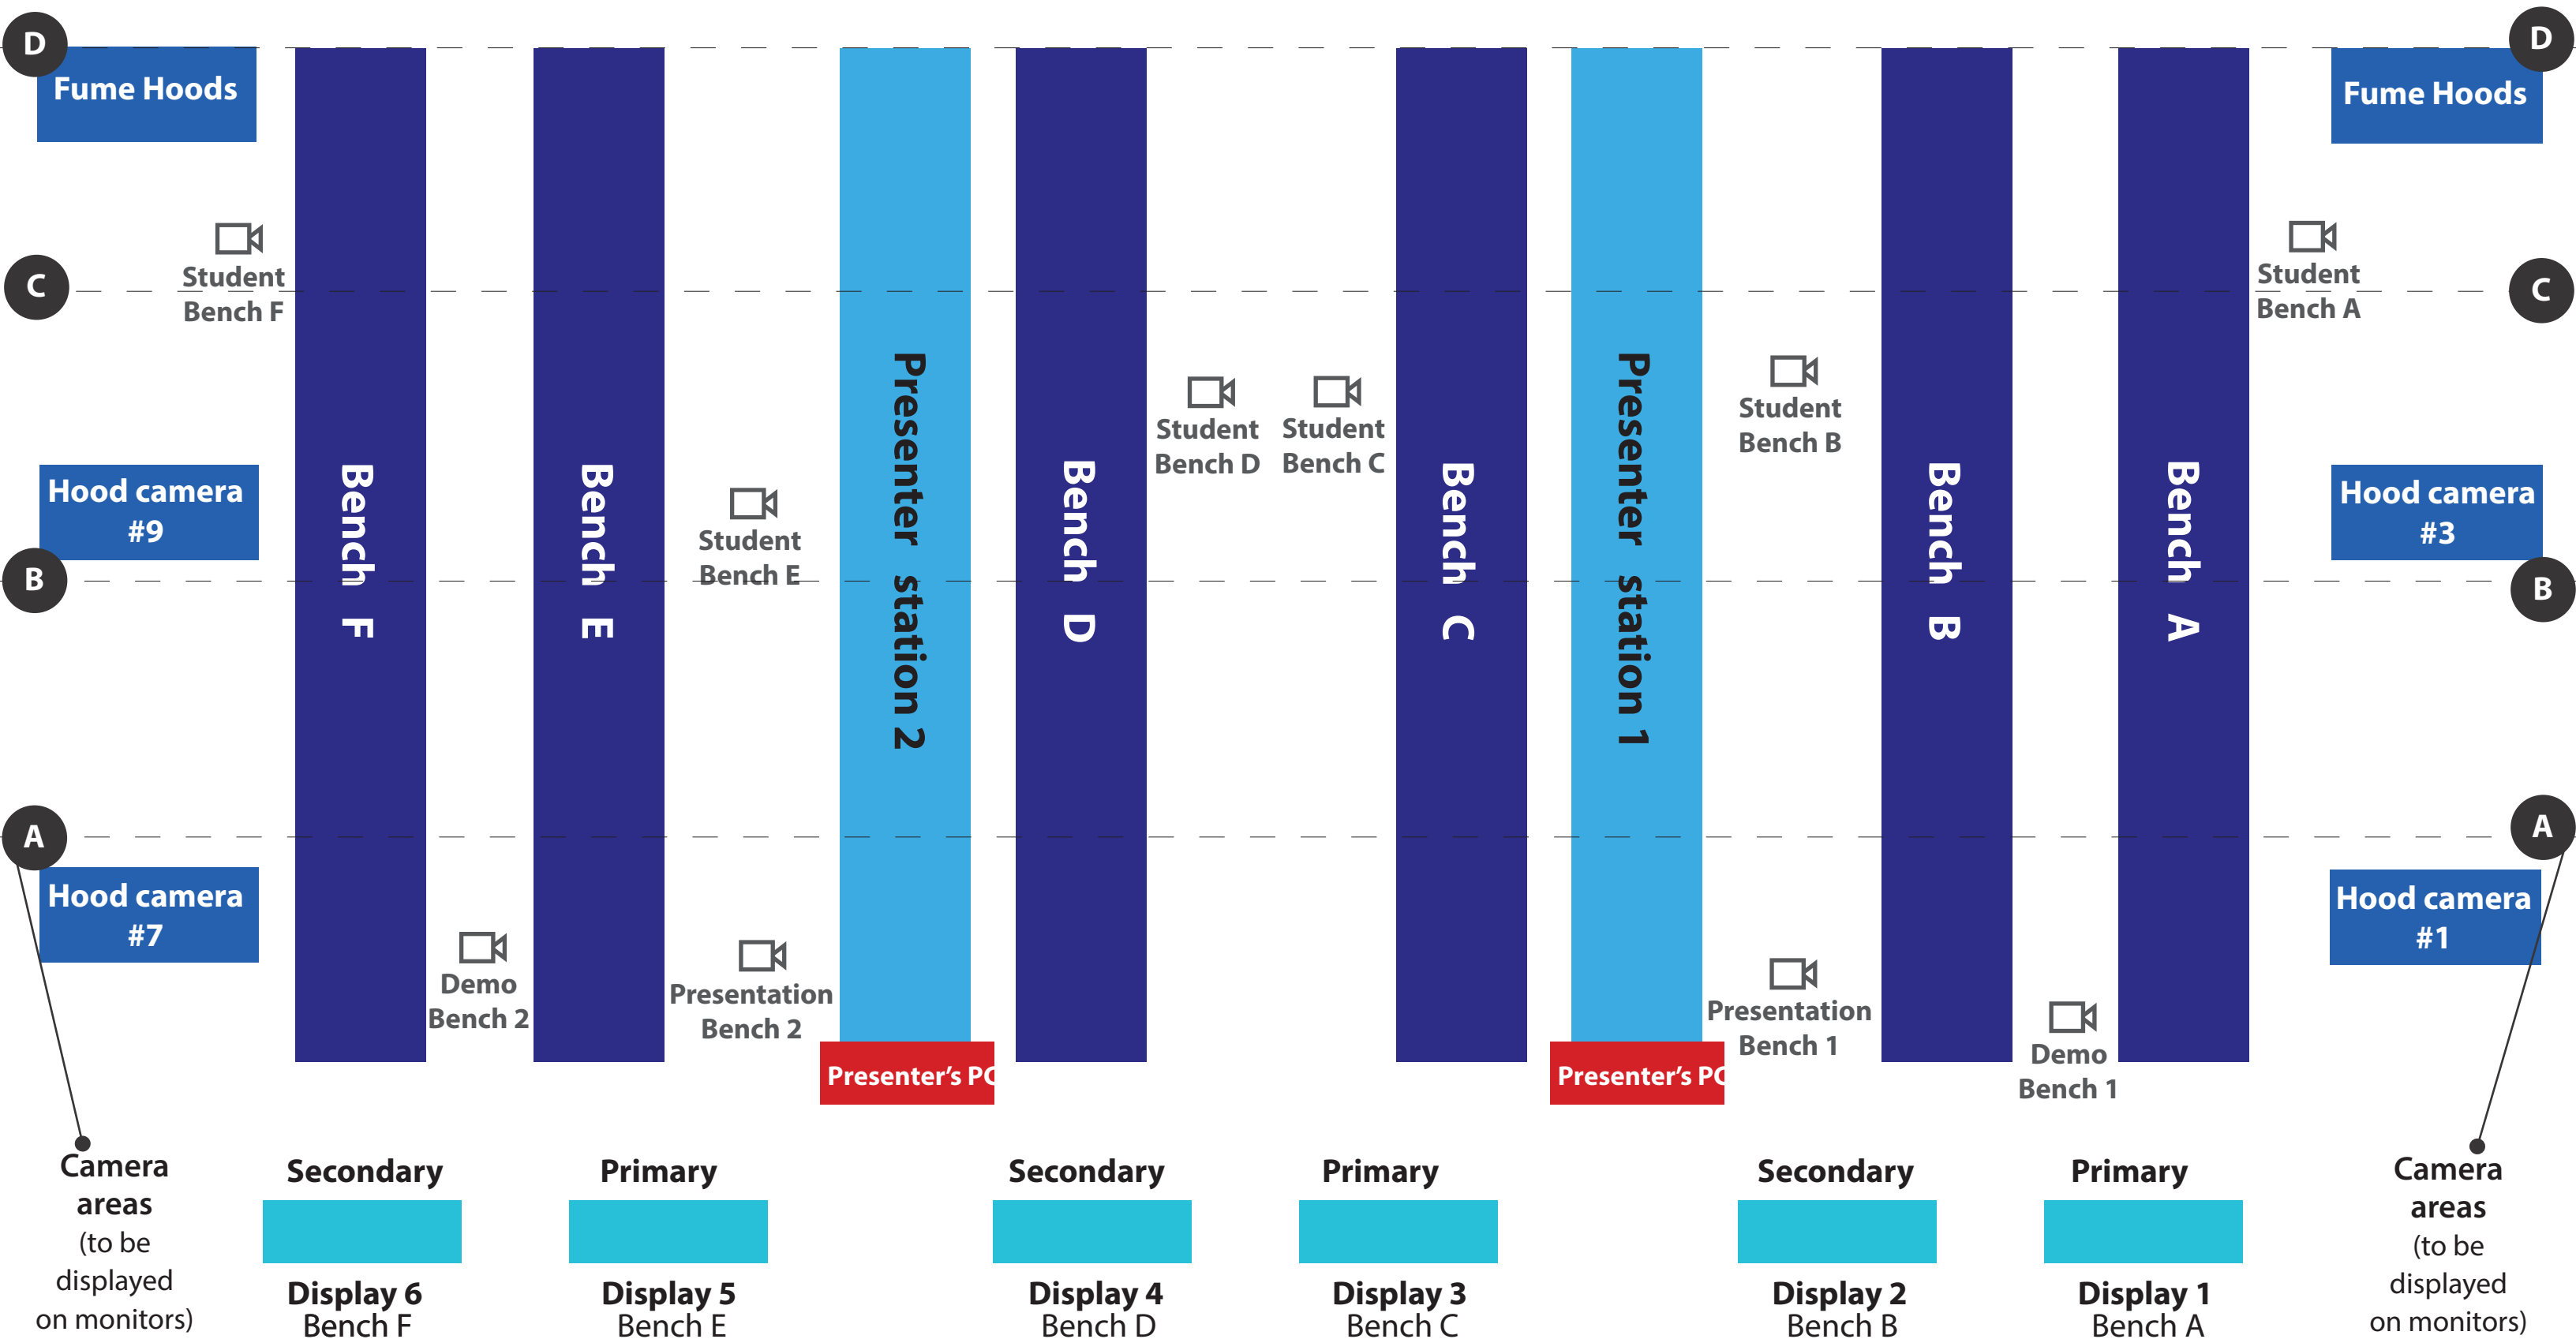 D
D
Fume Hoods
Fume Hoods
C
C
Student
Bench F
Student
Bench A
Student
Bench D
Student
Bench C
Student
Bench B
Hood camera
#9
Hood camera
#3
Student
Bench E
B
B
Bench F
Bench E
Presenter station 2
Bench D
Bench C
Presenter station 1
Bench B
Bench A
A
A
Hood camera
#7
Hood camera
#1
Demo
Bench 2
Presentation
Bench 2
Presentation
Bench 1
Demo
Bench 1
Presenter’s PC
Presenter’s PC
Camera
areas
(to be
displayed
on monitors)
Secondary
Display 6
Bench F
Primary
Display 5
Bench E
Secondary
Display 4
Bench D
Primary
Display 3
Bench C
Secondary
Display 2
Bench B
Primary
Display 1
Bench A
Camera
areas
(to be
displayed
on monitors)